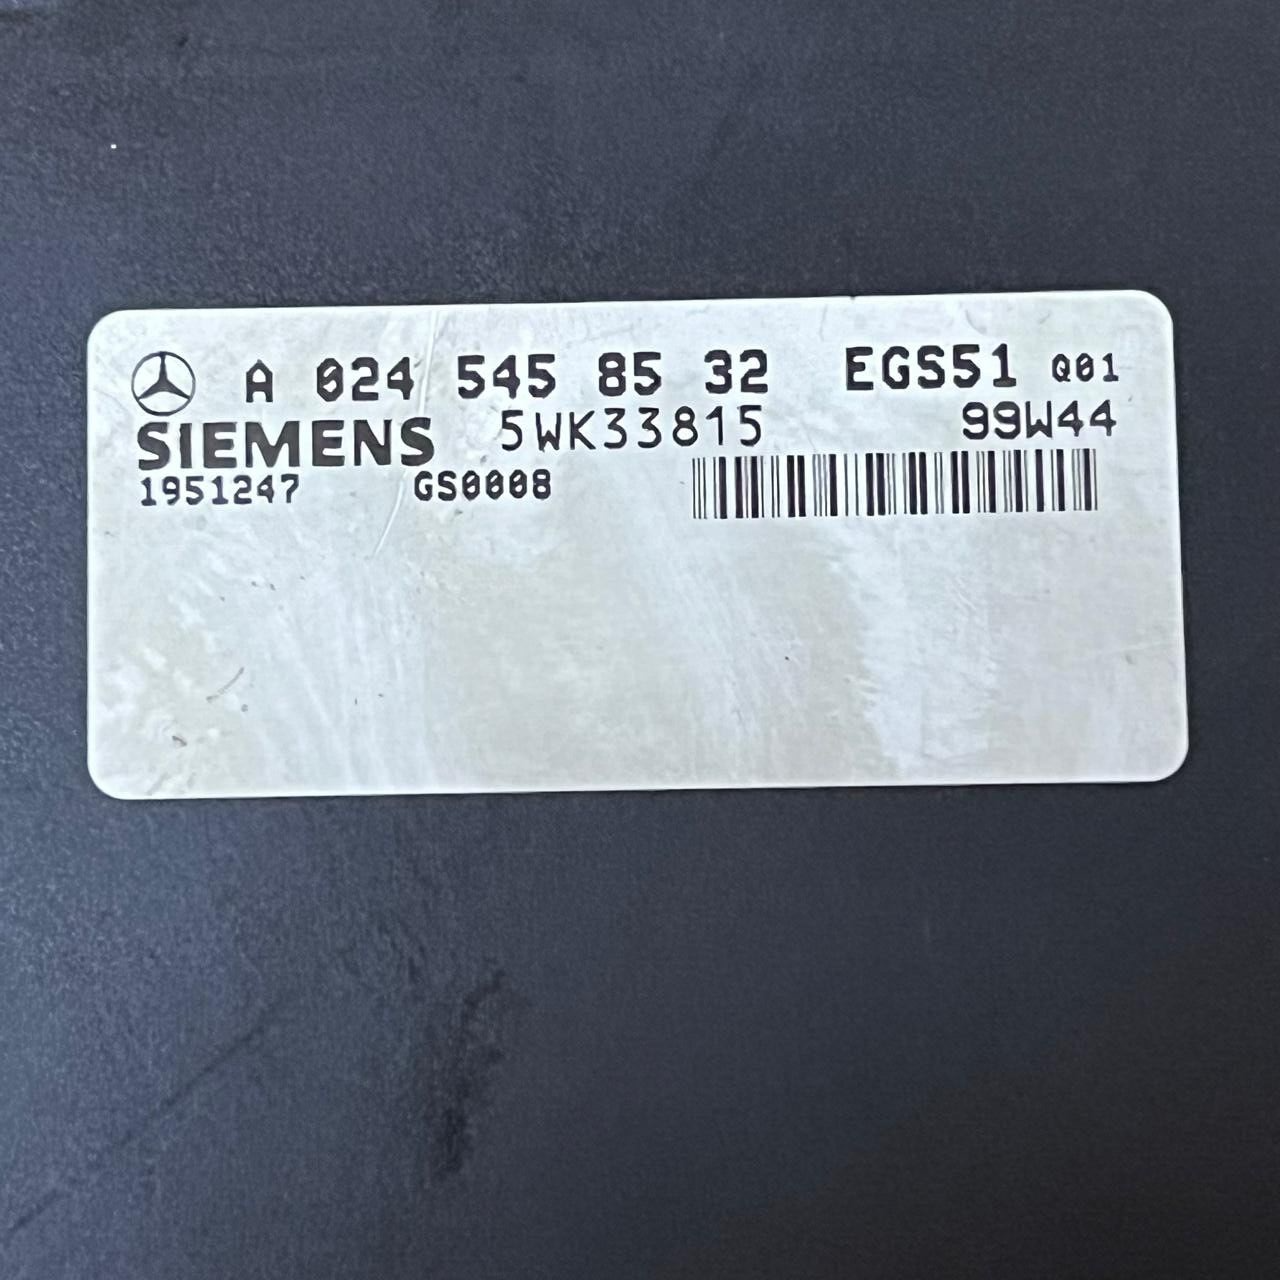 A 024 545 85 32 EGS51 Q01
SIEMENS 5WK33815 99W44
1951247 GS0008